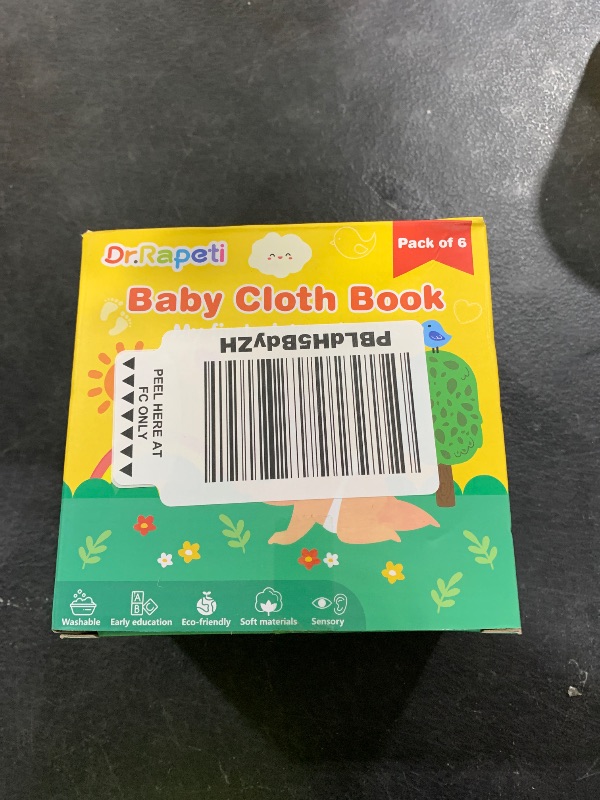 Dr.Rapeti
Pack of 6
Baby Cloth Book
PBLdH5BdyZH
PEEL HERE AT
FC ONLY
A
B C
Washable
Early education
Eco-friendly
Soft materials
Sensory